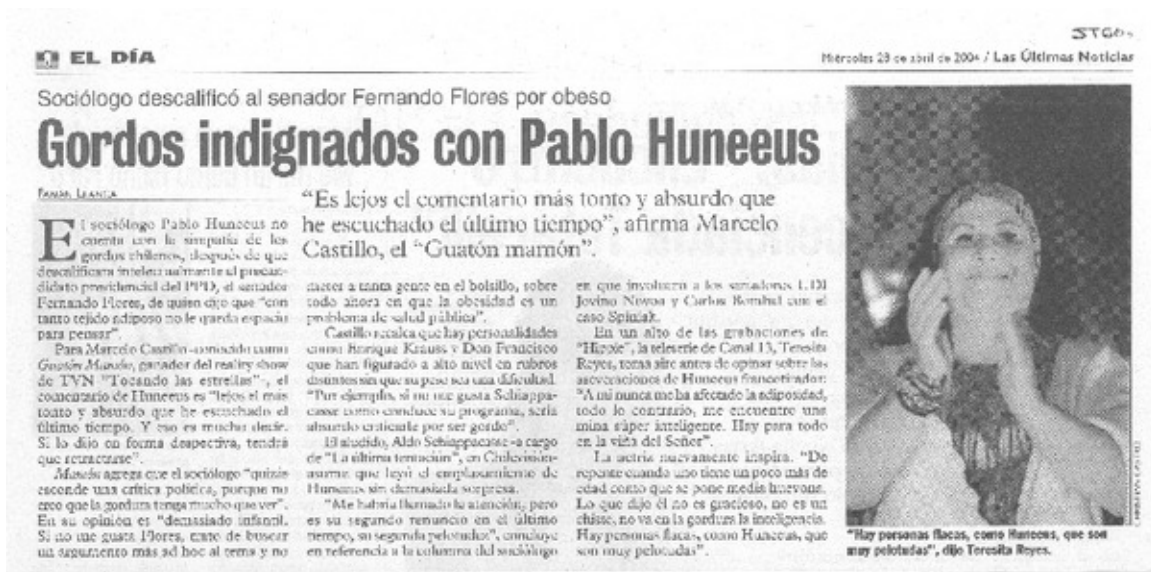 STGO.
EL DÍA
Miércoles 28 de abril de 2004 / Las Últimas Noticias
Sociólogo descalificó al senador Fernando Flores por obeso
Gordos indignados con Pablo Huneeus
"Es lejos el comentario más tonto y absurdo que
he escuchado el último tiempo", afirma Marcelo
Castillo, el "Guatón mamón".
El sociólogo Pablo Huneeus no
cuenta con la simpatía de los
gordos chilenos, después de que
descalificara intelectualmente al precan-
didato presidencial del PPD, el senador
Fernando Flores, de quien dijo que "con
tanto tejido adiposo no le queda espacio
para pensar".
Para Marcelo Castillo -conocido como
Guatón Mamón, ganador del reality show
de TVN "Tocando las estrellas"-, el
comentario de Huneeus es "lejos el más
tonto y absurdo que he escuchado el
último tiempo. Y eso es mucho decir.
Si lo dijo en forma despectiva, tendrá
que retractarse".
Mamón agrega que el sociólogo "quizás
esconde una crítica política, porque no
creo que la gordura tenga mucho que ver".
En su opinión es "demasiado infantil.
Si no me gusta Flores, trato de buscar
un argumento más ad hoc al tema y no
meter a tanta gente en el bolsillo, sobre
todo ahora en que la obesidad es un
problema de salud pública".
Castillo recalca que hay personalidades
como Enrique Krauss y Don Francisco
que han figurado a alto nivel en rubros
distintos sin que su peso sea una dificultad.
"Por ejemplo, si no me gusta Schiappa-
casse como conduce su programa, sería
absurdo criticarle por ser gordo".
El aludido, Aldo Schiappacasse -a cargo
de "La última tentación", en Chilevisión-
asume que leyó el emplazamiento de
Huneeus sin demasiada sorpresa.
"Me habría llamado la atención, pero
es su segundo renuncio en el último
tiempo, su segunda pelotudez", concluye
en referencia a la columna del sociólogo
en que involucra a los senadores UDI
Jovino Novoa y Carlos Bombal con el
caso Spiniak.
En un alto de las grabaciones de
"Hippie", la teleserie de Canal 13, Teresita
Reyes, toma aire antes de opinar sobre las
aseveraciones de Huneeus francotirador:
"A mí nunca me ha afectado la adiposidad,
todo lo contrario, me encuentro una
mina súper inteligente. Hay para todo
en la viña del Señor".
La actriz nuevamente inspira. "De
repente cuando uno tiene un poco más de
edad como que se pone media huevona.
Lo que dijo él no es gracioso, no es un
chiste, no va en la gordura la inteligencia.
Hay personas flacas, como Huneeus, que
son muy pelotudas".
"Hay personas flacas, como Huneeus, que son
muy pelotudas", dijo Teresita Reyes.